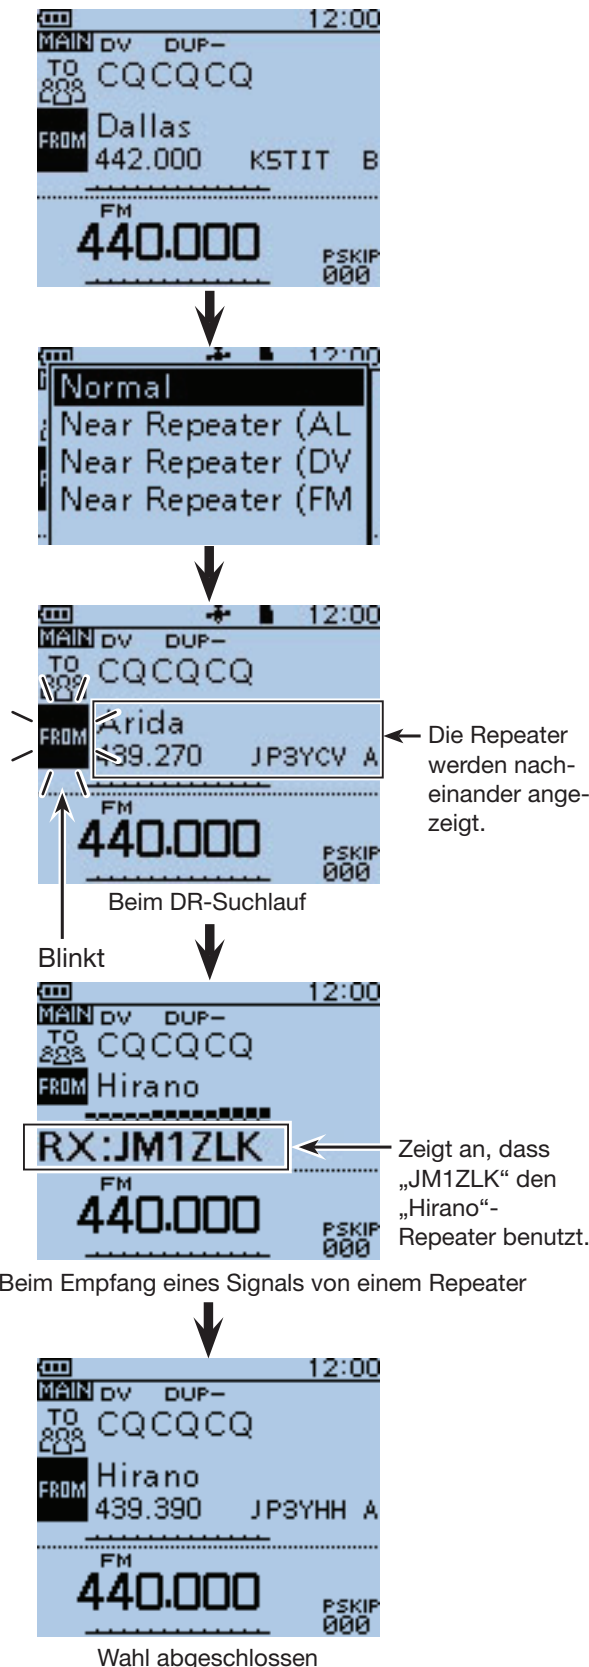 12:00
MAIN DV DUP–
TO CQCQCQ
FROM Dallas
442.000 K5TIT B
FM
440.000
PSKIP
000
12:00
Normal
Near Repeater (AL
Near Repeater (DV
Near Repeater (FM
12:00
MAIN DV DUP–
TO CQCQCQ
FROM Arida
439.270 JP3YCV A
FM
440.000
PSKIP
000
Die Repeater
werden nach-
einander ange-
zeigt.
Beim DR-Suchlauf
Blinkt
12:00
MAIN DV DUP–
TO CQCQCQ
FROM Hirano
RX:JM1ZLK
FM
440.000
PSKIP
000
Zeigt an, dass
„JM1ZLK“ den
„Hirano“-
Repeater benutzt.
Beim Empfang eines Signals von einem Repeater
12:00
MAIN DV DUP–
TO CQCQCQ
FROM Hirano
439.390 JP3YHH A
FM
440.000
PSKIP
000
Wahl abgeschlossen